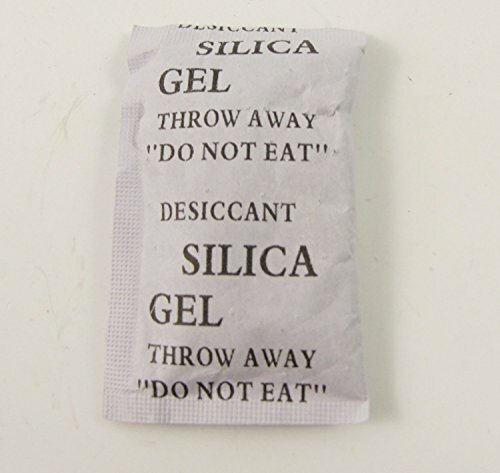 DESICCANT
SILICA
GEL
THROW AWAY
"DO NOT EAT"
DESICCANT
SILICA
GEL
THROW AWAY
"DO NOT EAT"